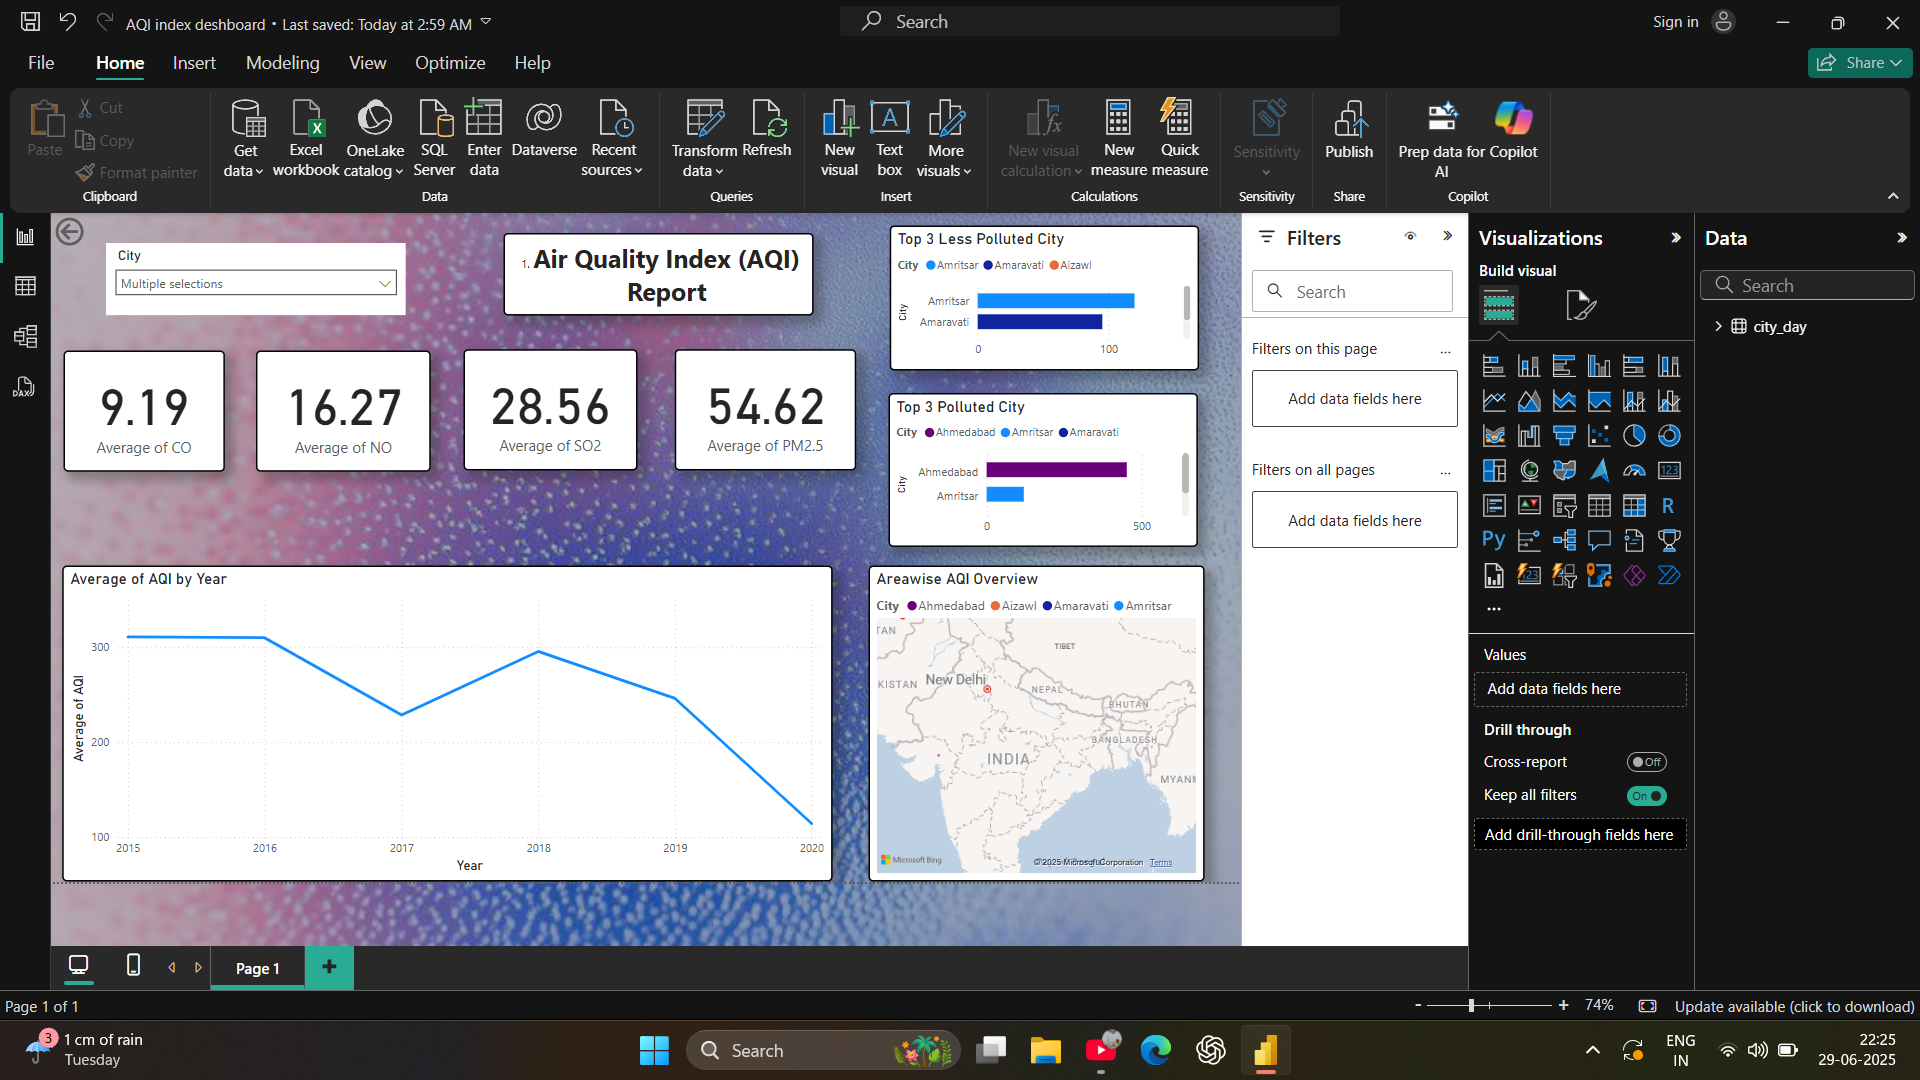 AQI index deshboard • Last saved: Today at 2:59 AM
Search
Sign in
File
Home
Insert
Modeling
View
Optimize
Help
Share
Paste
Cut
Copy
Format painter
Clipboard
Get data
Excel workbook
OneLake catalog
SQL Server
Enter data
Dataverse
Recent sources
Data
Transform data
Refresh
Queries
New visual
Text box
More visuals
Insert
New visual calculation
New measure
Quick measure
Calculations
Sensitivity
Sensitivity
Publish
Share
Prep data for AI
Copilot
Copilot
City
Multiple selections
1. Air Quality Index (AQI)
Report
9.19
Average of CO
16.27
Average of NO
28.56
Average of SO2
54.62
Average of PM2.5
Top 3 Less Polluted City
City Amritsar Amaravati Aizawl
City
Amritsar
Amaravati
0 100
Top 3 Polluted City
City Ahmedabad Amritsar Amaravati
City
Ahmedabad
Amritsar
0 500
Average of AQI by Year
Average of AQI
300
200
100
2015 2016 2017 2018 2019 2020
Year
Areawise AQI Overview
City Ahmedabad Aizawl Amaravati Amritsar
TAN
TIBET
KISTAN
New Delhi
NEPAL
BHUTAN
BANGLADESH
INDIA
MYANM
Microsoft Bing
© 2025 Microsoft Corporation Terms
Filters
Search
Filters on this page ...
Add data fields here
Filters on all pages ...
Add data fields here
Visualizations
Build visual
123
R
Py
123
...
Values
Add data fields here
Drill through
Cross-report Off
Keep all filters On
Add drill-through fields here
Data
Search
city_day
DAX
Page 1
+
Page 1 of 1
- + 74%
Update available (click to download)
3
1 cm of rain
Tuesday
Search
ENG
IN
22:25
29-06-2025